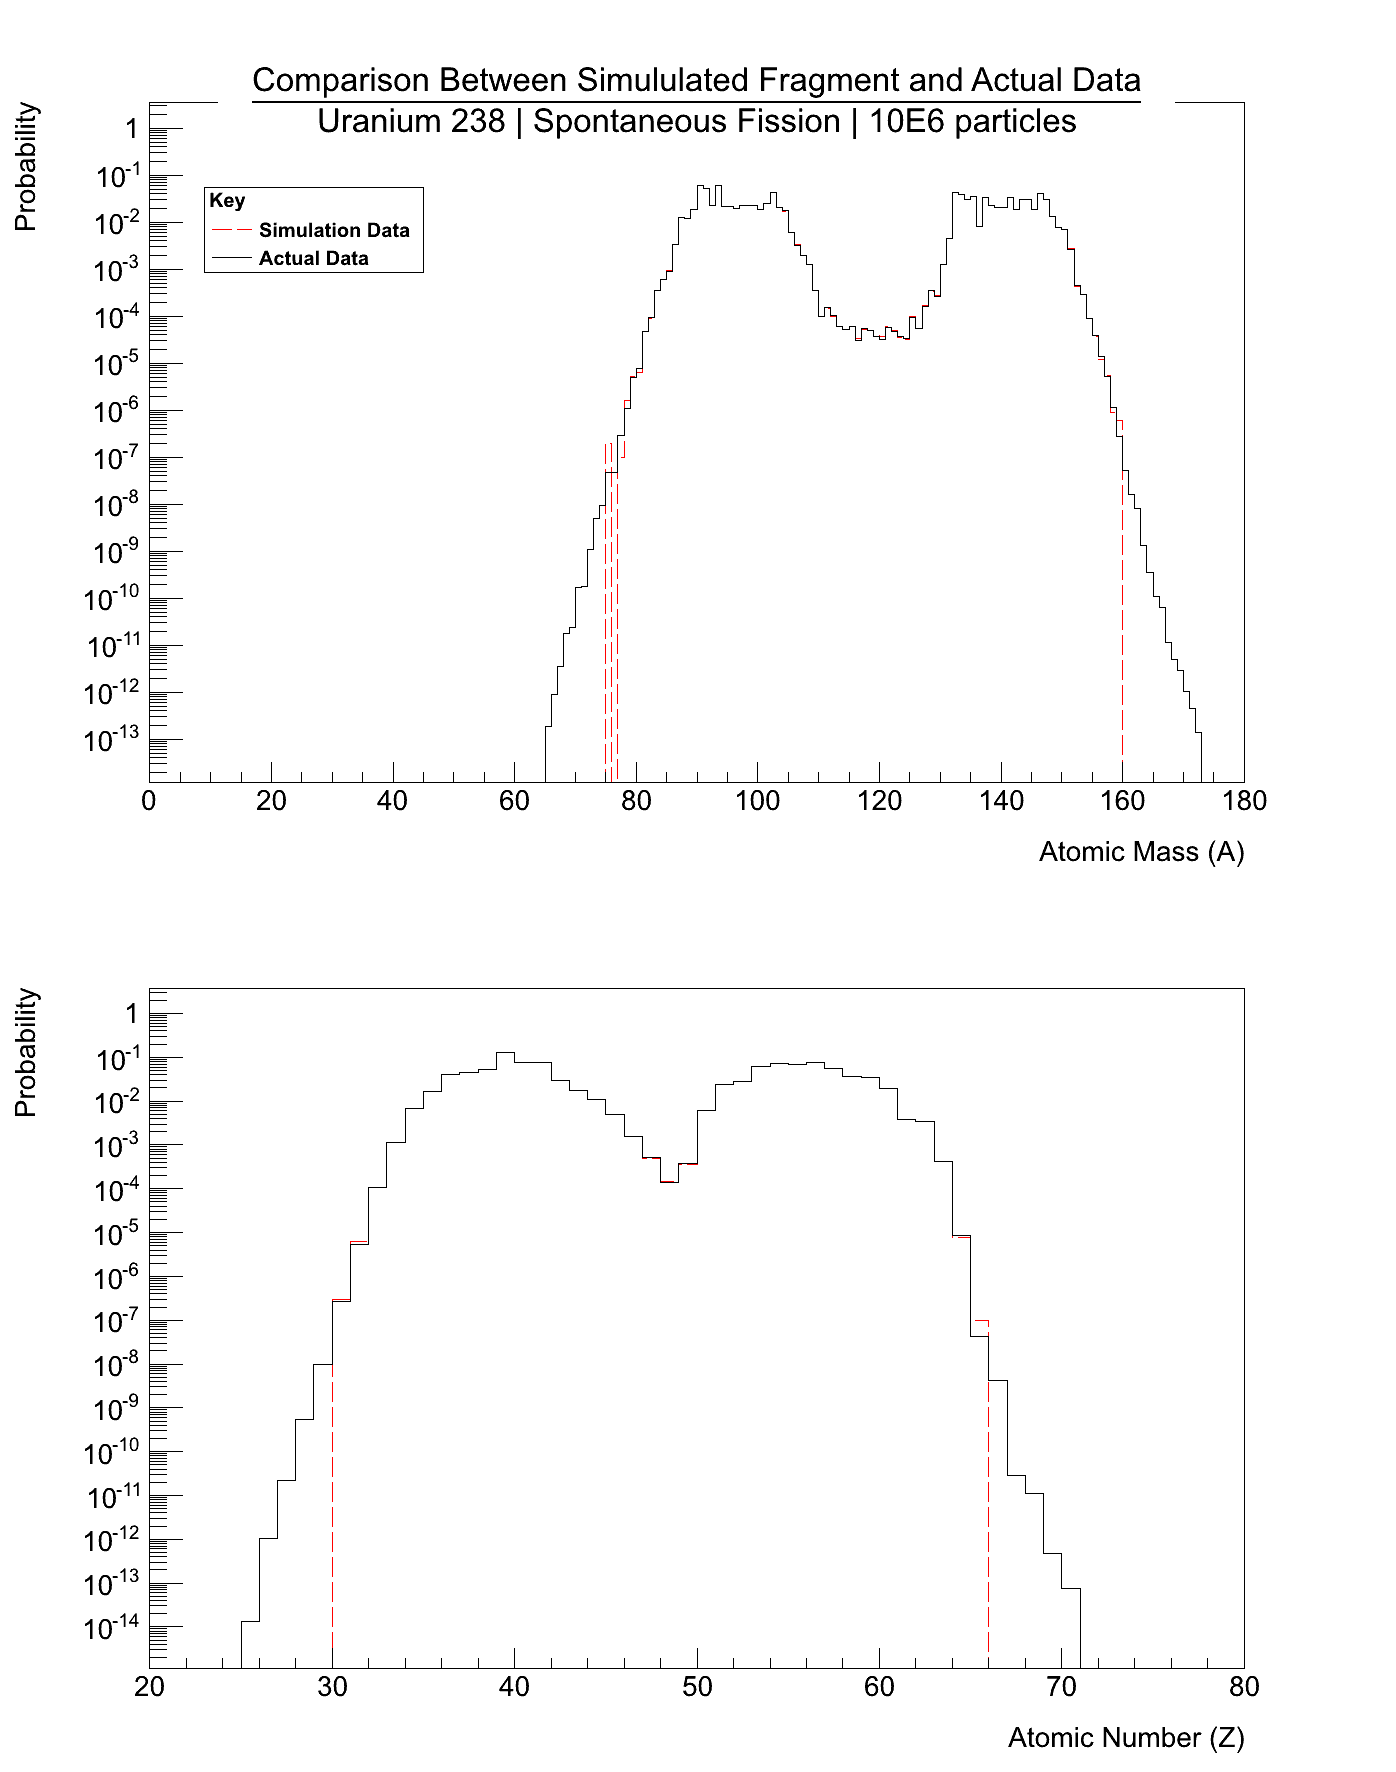 Comparison Between Simululated Fragment and Actual Data
Uranium 238 | Spontaneous Fission | 10E6 particles
Probability
1
10-1
10-2
10-3
10-4
10-5
10-6
10-7
10-8
10-9
10-10
10-11
10-12
10-13
Key
Simulation Data
Actual Data
0 20 40 60 80 100 120 140 160 180
Atomic Mass (A)
Probability
1
10-1
10-2
10-3
10-4
10-5
10-6
10-7
10-8
10-9
10-10
10-11
10-12
10-13
10-14
20 30 40 50 60 70 80
Atomic Number (Z)